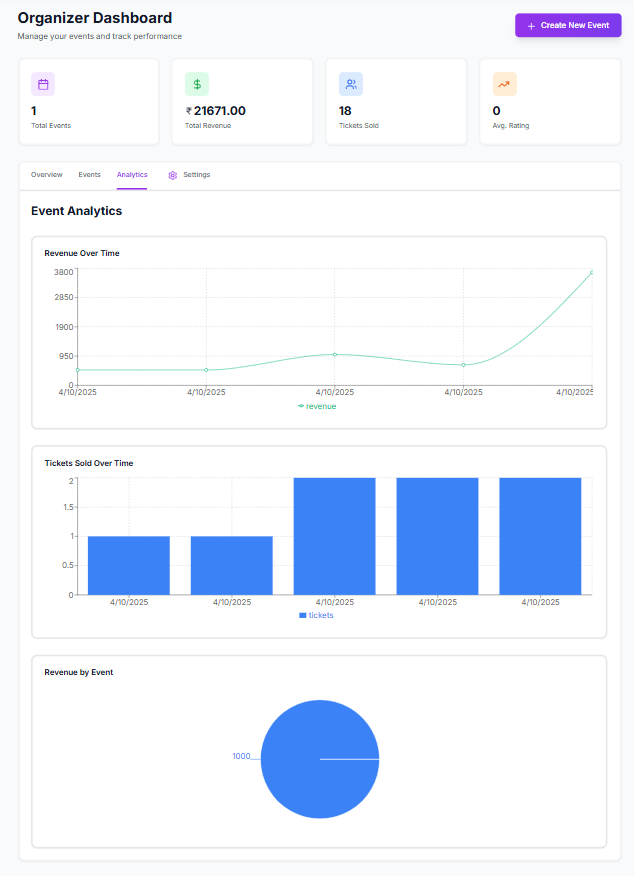 Organizer Dashboard
Manage your events and track performance
Create New Event
1
Total Events
₹21671.00
Total Revenue
18
Tickets Sold
0
Avg. Rating
Overview Events Analytics Settings
Event Analytics
Revenue Over Time
3800
2850
1900
950
0
4/10/2025 4/10/2025 4/10/2025 4/10/2025 4/10/2025
revenue
Tickets Sold Over Time
2
1.5
1
0.5
0
4/10/2025 4/10/2025 4/10/2025 4/10/2025 4/10/2025
tickets
Revenue by Event
1000